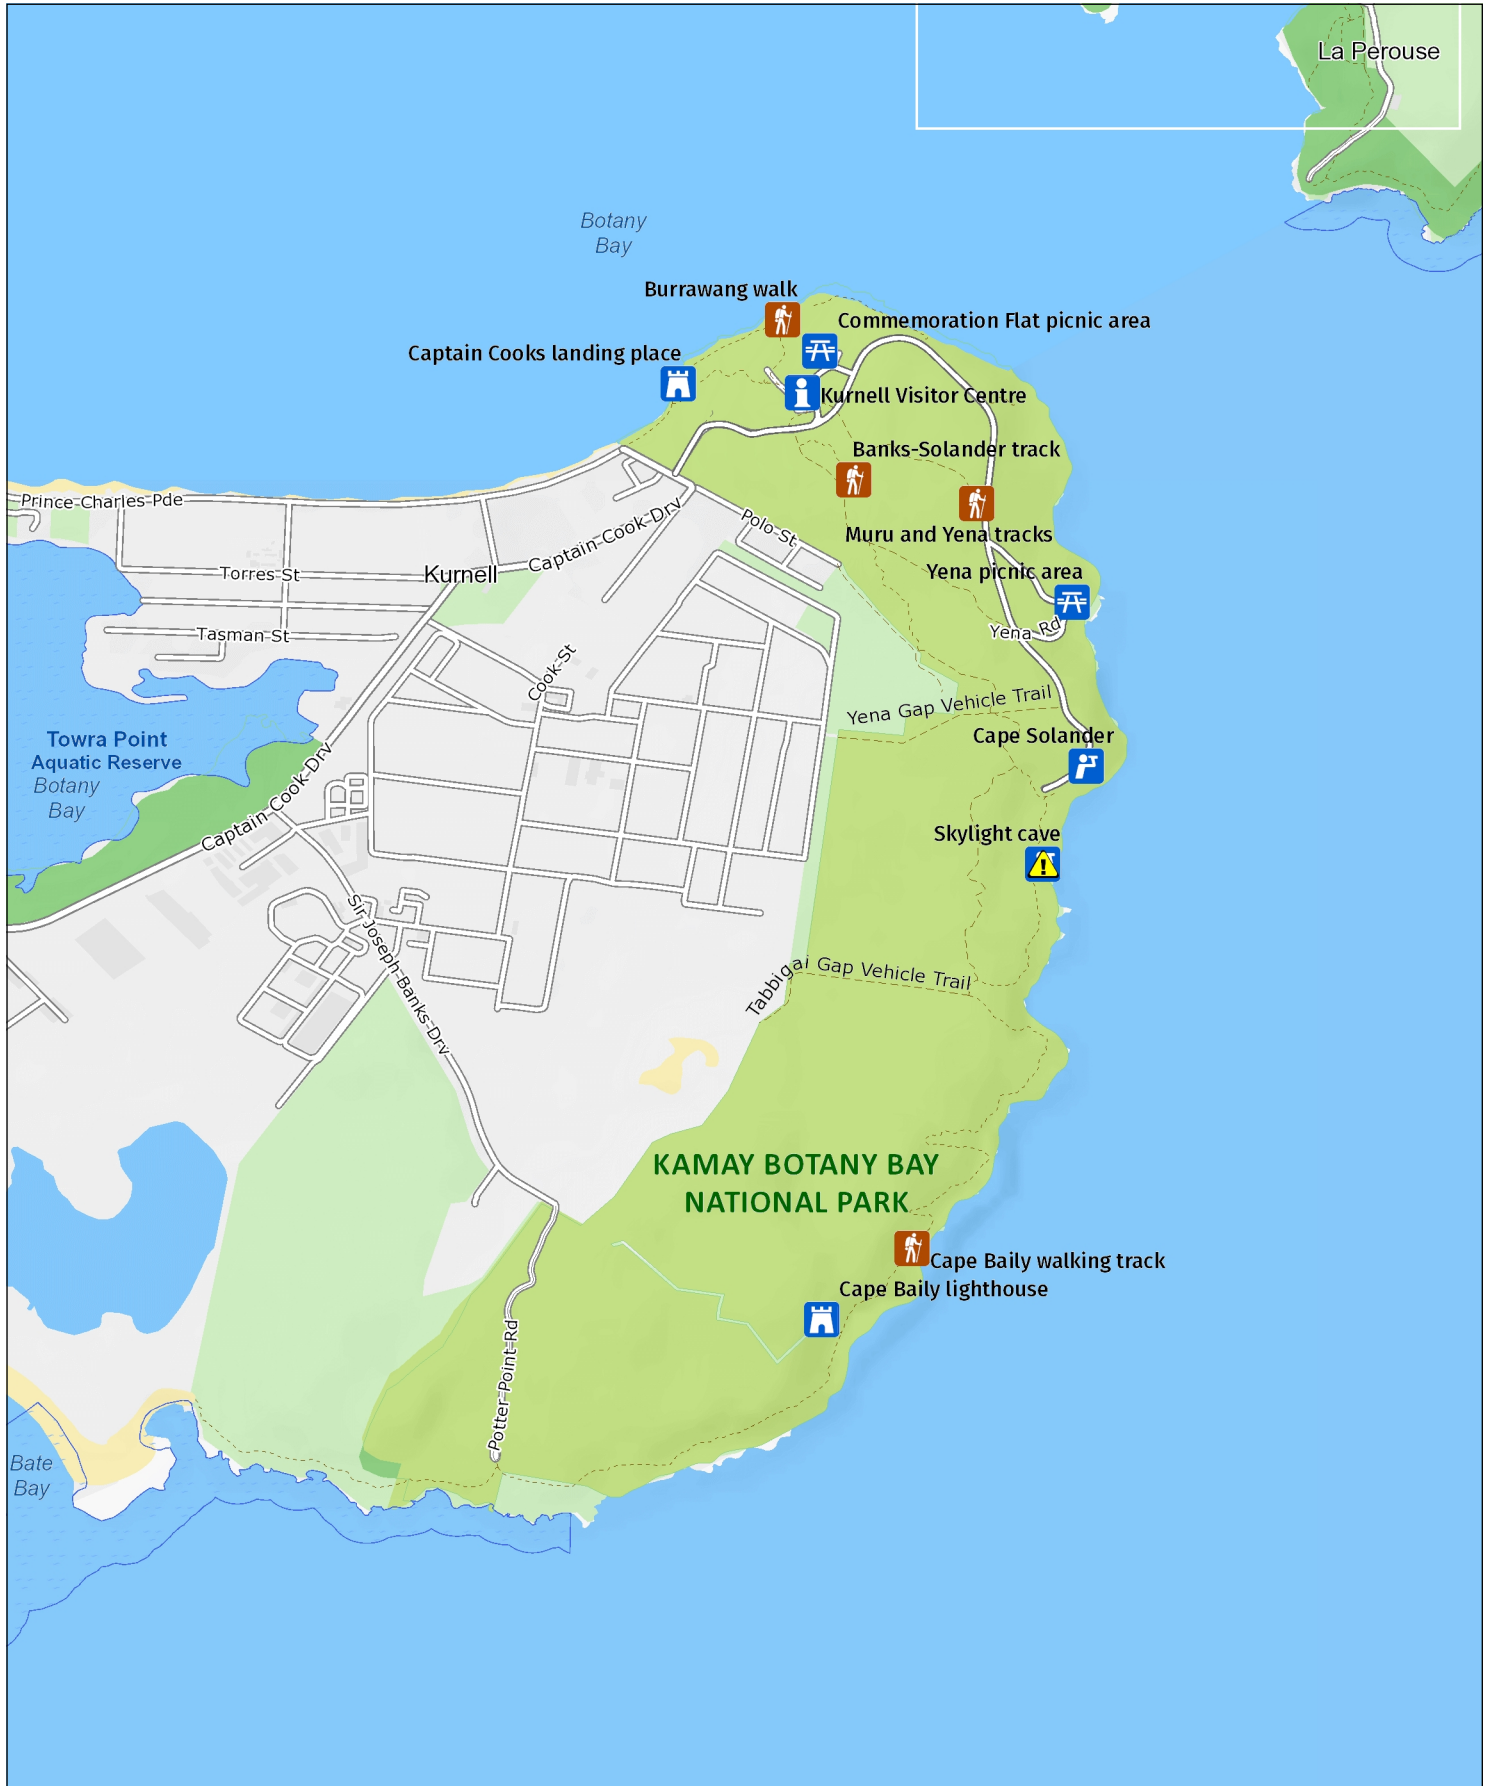 La Perouse
Botany
Bay
Burrawang walk
Commemoration Flat picnic area
Captain Cooks landing place
Kurnell Visitor Centre
Banks-Solander track
Prince Charles Pde
Captain Cook Drv
Polo St
Muru and Yena tracks
Torres St
Kurnell
Yena picnic area
Tasman St
Yena Rd
Cook St
Yena Gap Vehicle Trail
Towra Point
Aquatic Reserve
Botany
Bay
Cape Solander
Captain Cook Drv
Skylight cave
Sir Joseph Banks Drv
Tabbigai Gap Vehicle Trail
KAMAY BOTANY BAY
NATIONAL PARK
Cape Baily walking track
Cape Baily lighthouse
Potter Point Rd
Bate
Bay